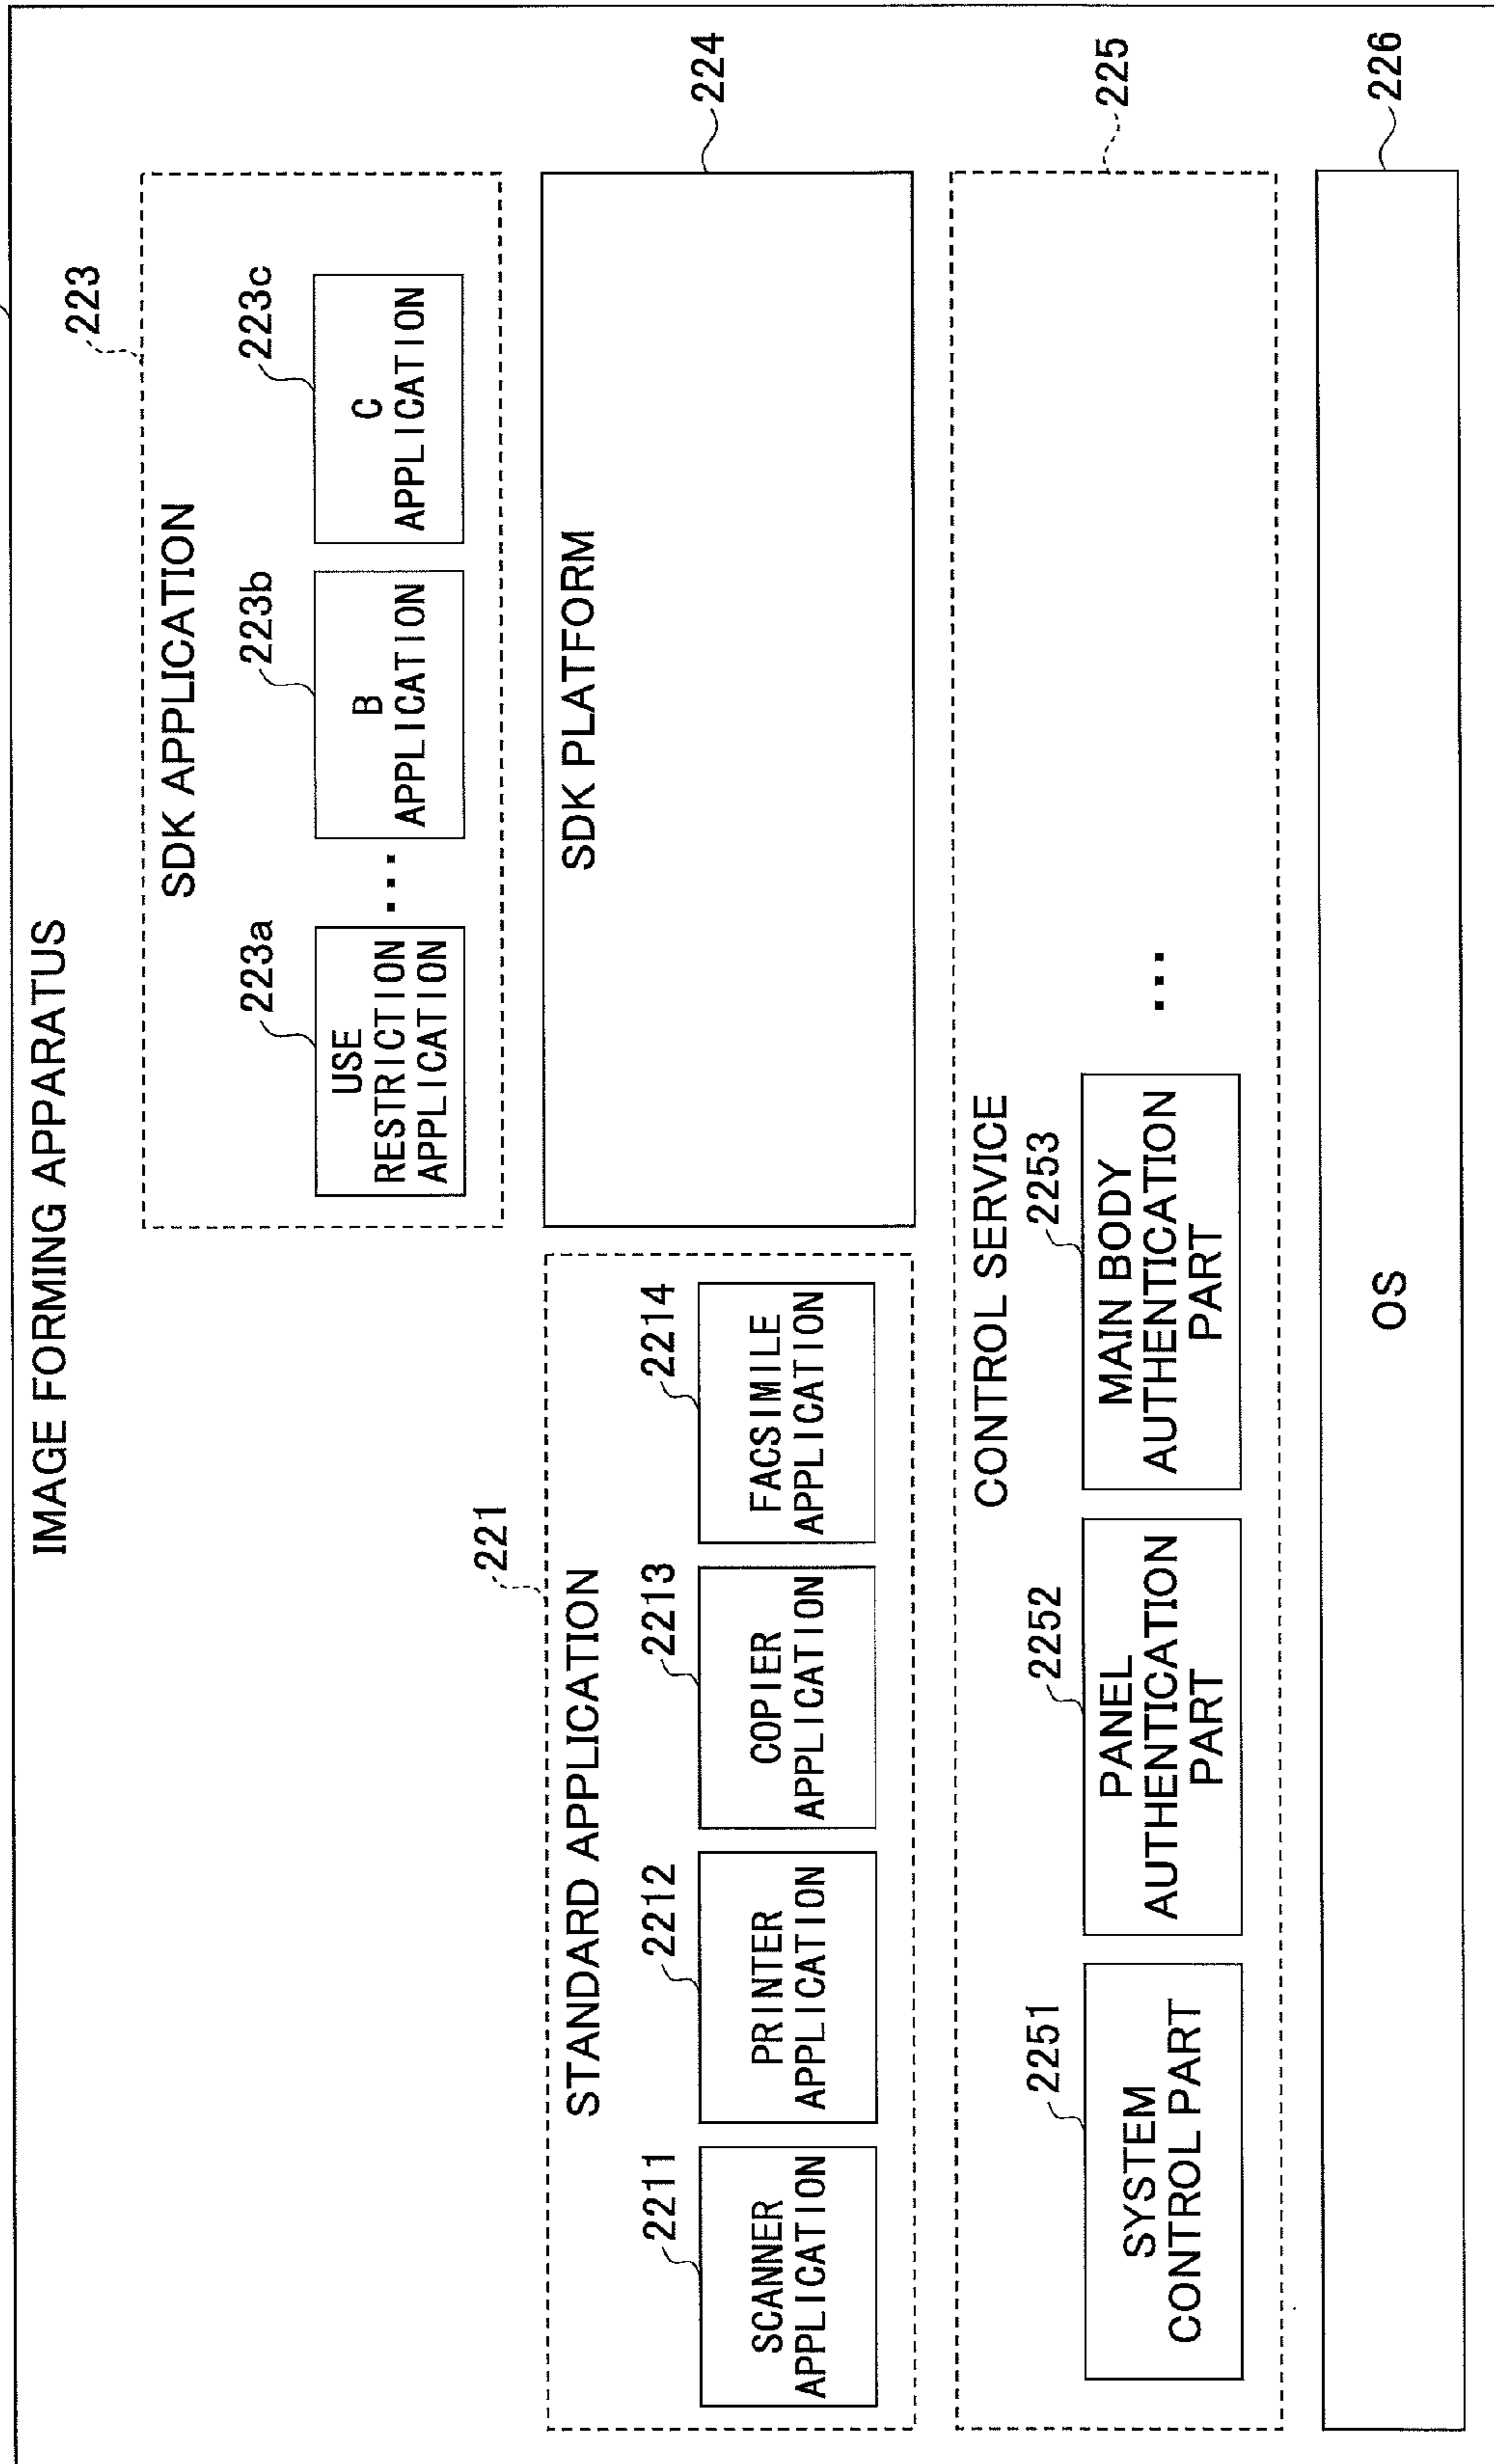 IMAGE FORMING APPARATUS
223
SDK APPLICATION
223a
223b
223c
USE
RESTRICTION
APPLICATION
...
B
APPLICATION
C
APPLICATION
221
STANDARD APPLICATION
2211
2212
2213
2214
SCANNER
APPLICATION
PRINTER
APPLICATION
COPIER
APPLICATION
FACSIMILE
APPLICATION
SDK PLATFORM
224
CONTROL SERVICE
225
2251
2252
2253
SYSTEM
CONTROL PART
PANEL
AUTHENTICATION
PART
MAIN BODY
AUTHENTICATION
PART
...
OS
226